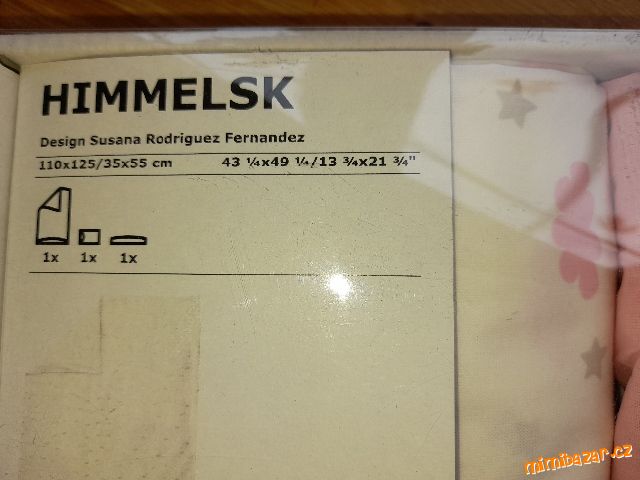 HIMMELSK
Design Susana Rodriguez Fernandez
110x125/35x55 cm 43 ¼x49 ¼/13 ¾x21 ¾"
1x 1x 1x
mimibazar.cz